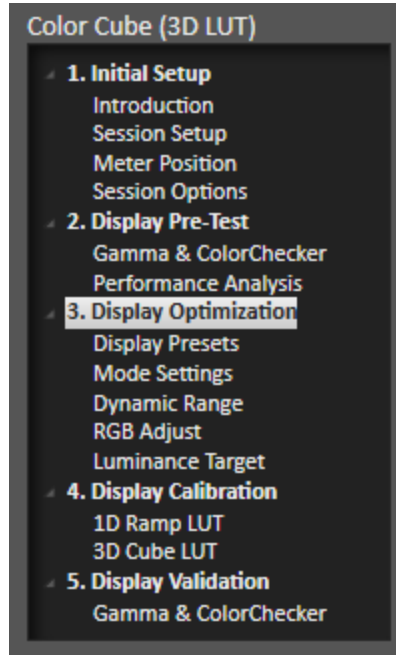 Color Cube (3D LUT)
1. Initial Setup
Introduction
Session Setup
Meter Position
Session Options
2. Display Pre-Test
Gamma & ColorChecker
Performance Analysis
3. Display Optimization
Display Presets
Mode Settings
Dynamic Range
RGB Adjust
Luminance Target
4. Display Calibration
1D Ramp LUT
3D Cube LUT
5. Display Validation
Gamma & ColorChecker